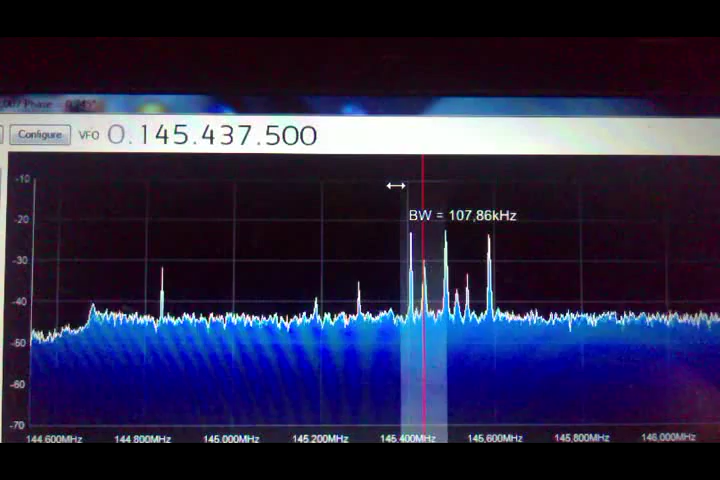 Phase
Configure VFO 0.145.437.500
-10
BW = 107,86kHz
-20
-30
-40
-50
-60
-70
144,600MHz 144,800MHz 145,000MHz 145,200MHz 145,400MHz 145,600MHz 145,800MHz 146,000MHz